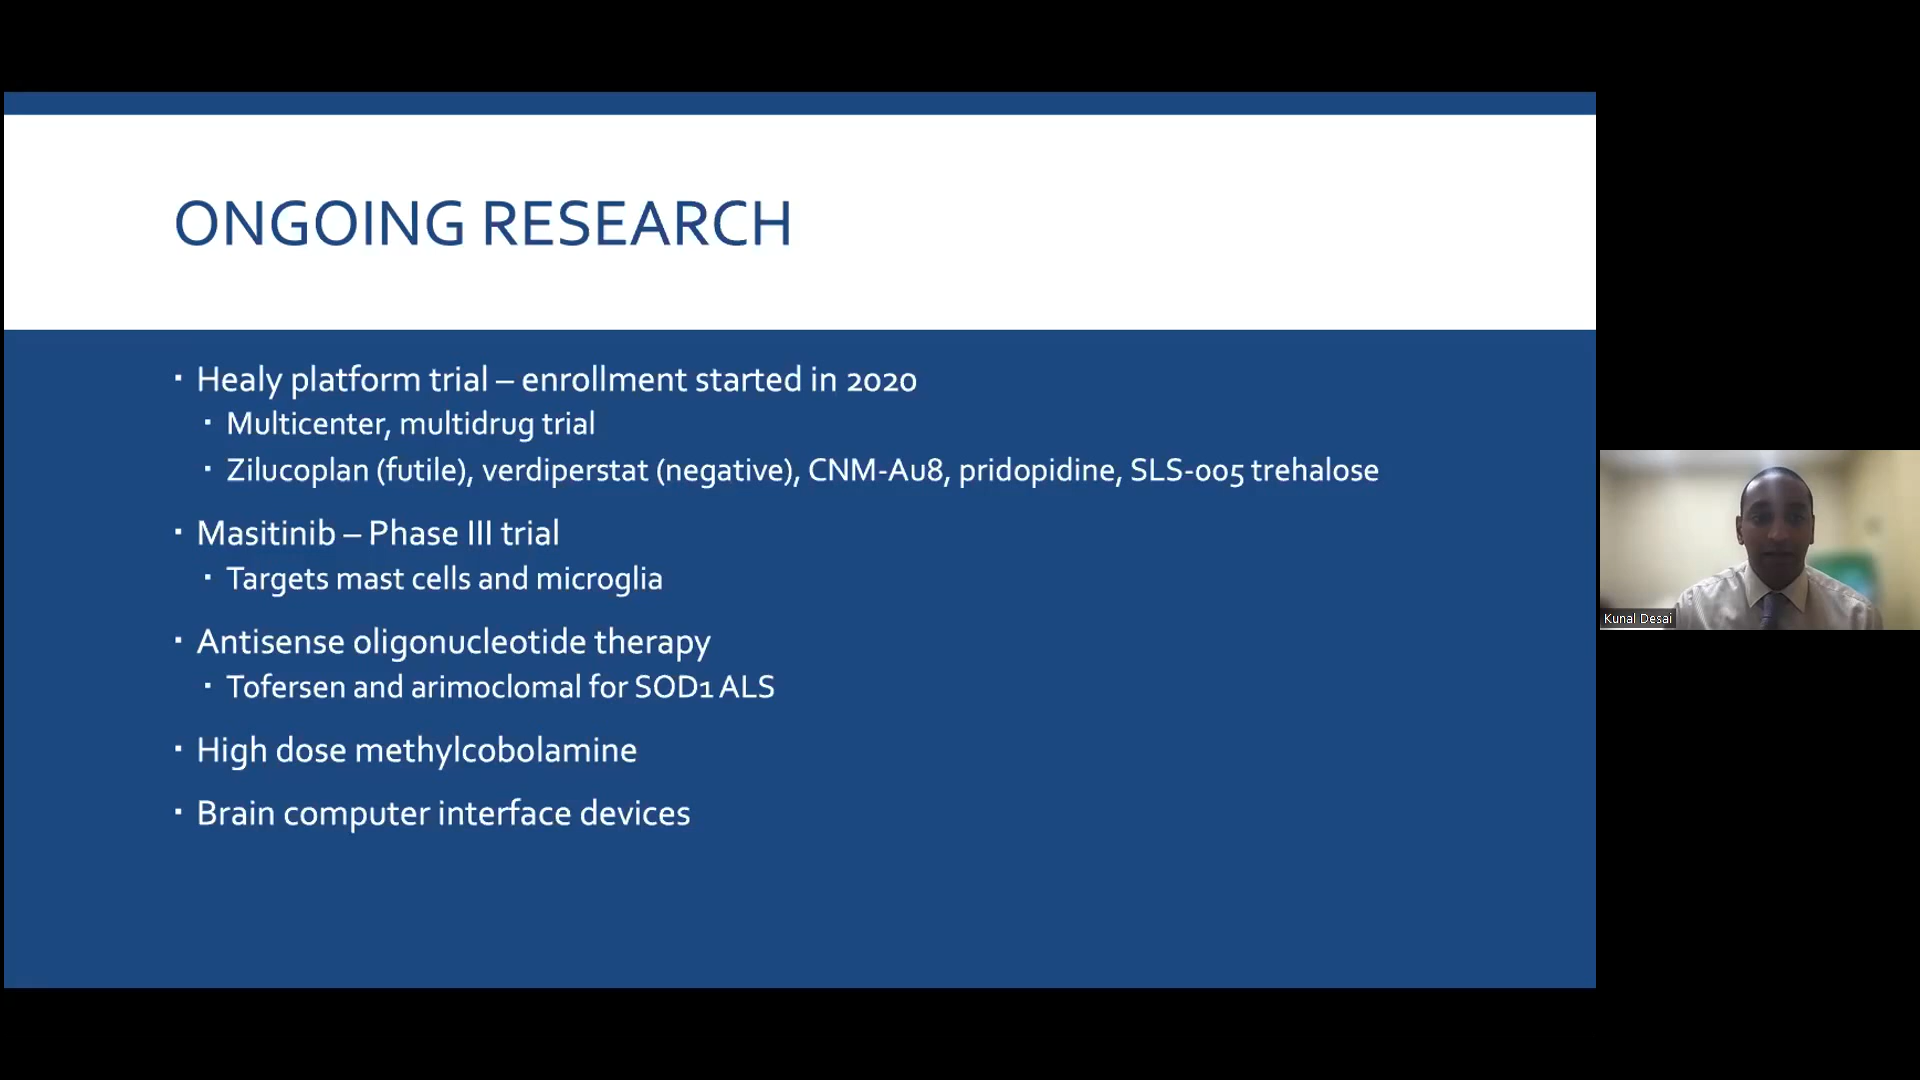 ONGOING RESEARCH
▪ Healy platform trial – enrollment started in 2020
▪ Multicenter, multidrug trial
▪ Zilucoplan (futile), verdiperstat (negative), CNM-Au8, pridopidine, SLS-005 trehalose
▪ Masitinib – Phase III trial
▪ Targets mast cells and microglia
▪ Antisense oligonucleotide therapy
▪ Tofersen and arimoclomal for SOD1 ALS
▪ High dose methylcobolamine
▪ Brain computer interface devices
Kunal Desai